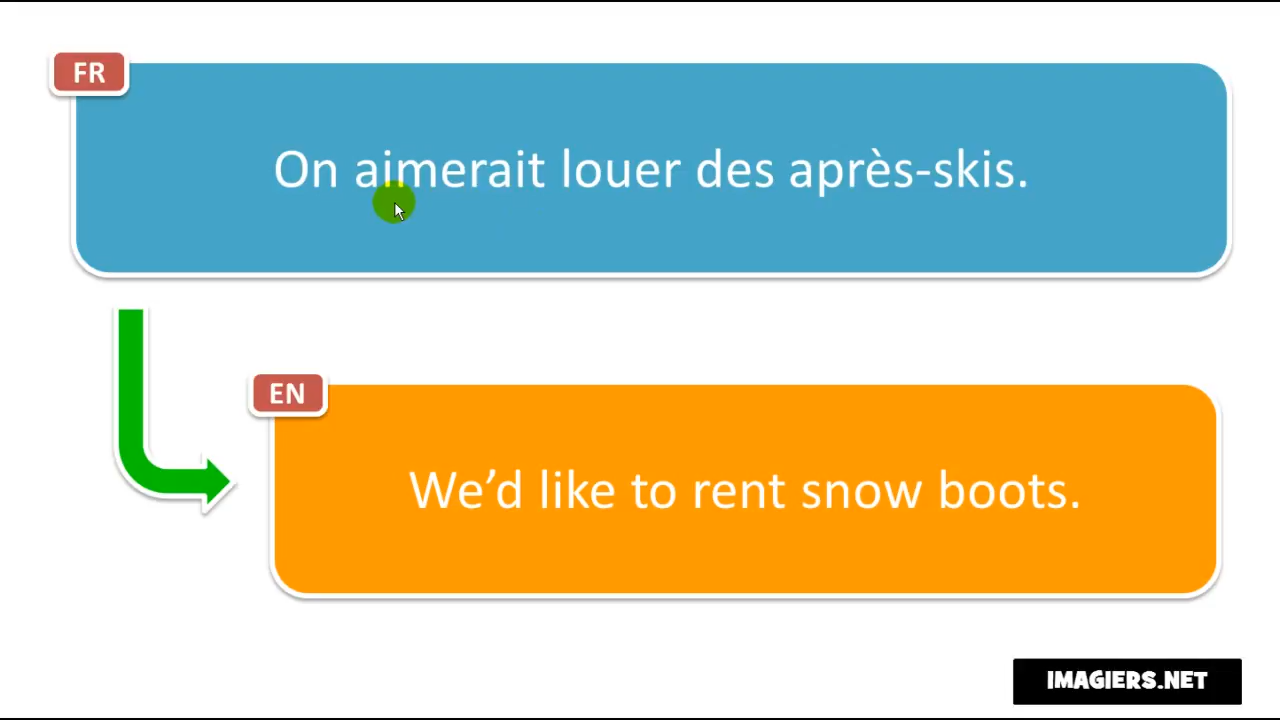 FR
On aimerait louer des après-skis.
EN
We’d like to rent snow boots.
IMAGIERS.NET